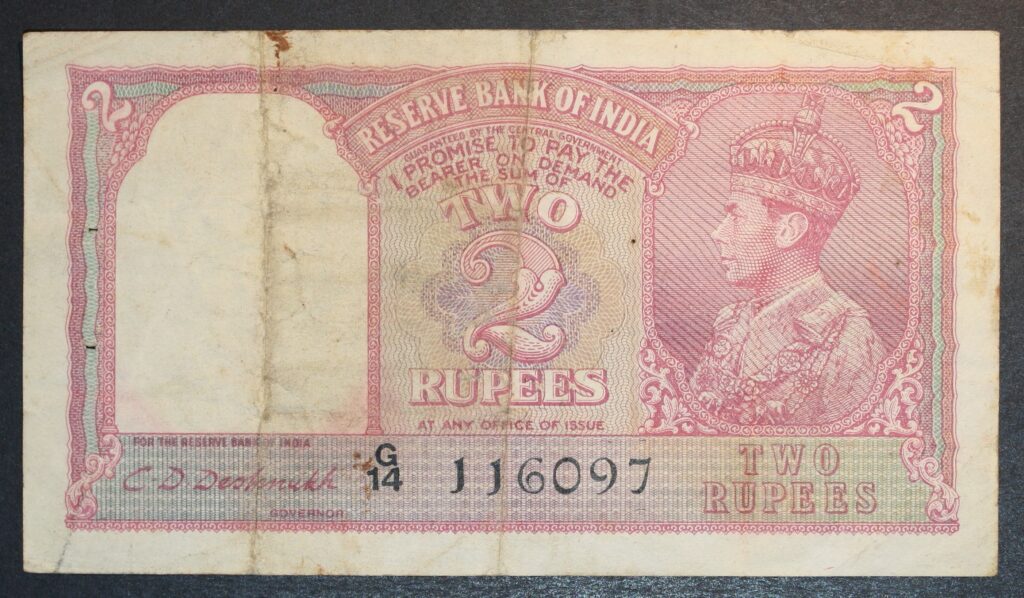 2
2
RESERVE BANK OF INDIA
GUARANTEED BY THE CENTRAL GOVERNMENT
I PROMISE TO PAY THE
BEARER ON DEMAND
THE SUM OF
TWO
2
RUPEES
AT ANY OFFICE OF ISSUE
FOR THE RESERVE BANK OF INDIA
C. D. Deshmukh
GOVERNOR
G
14
116097
TWO
RUPEES